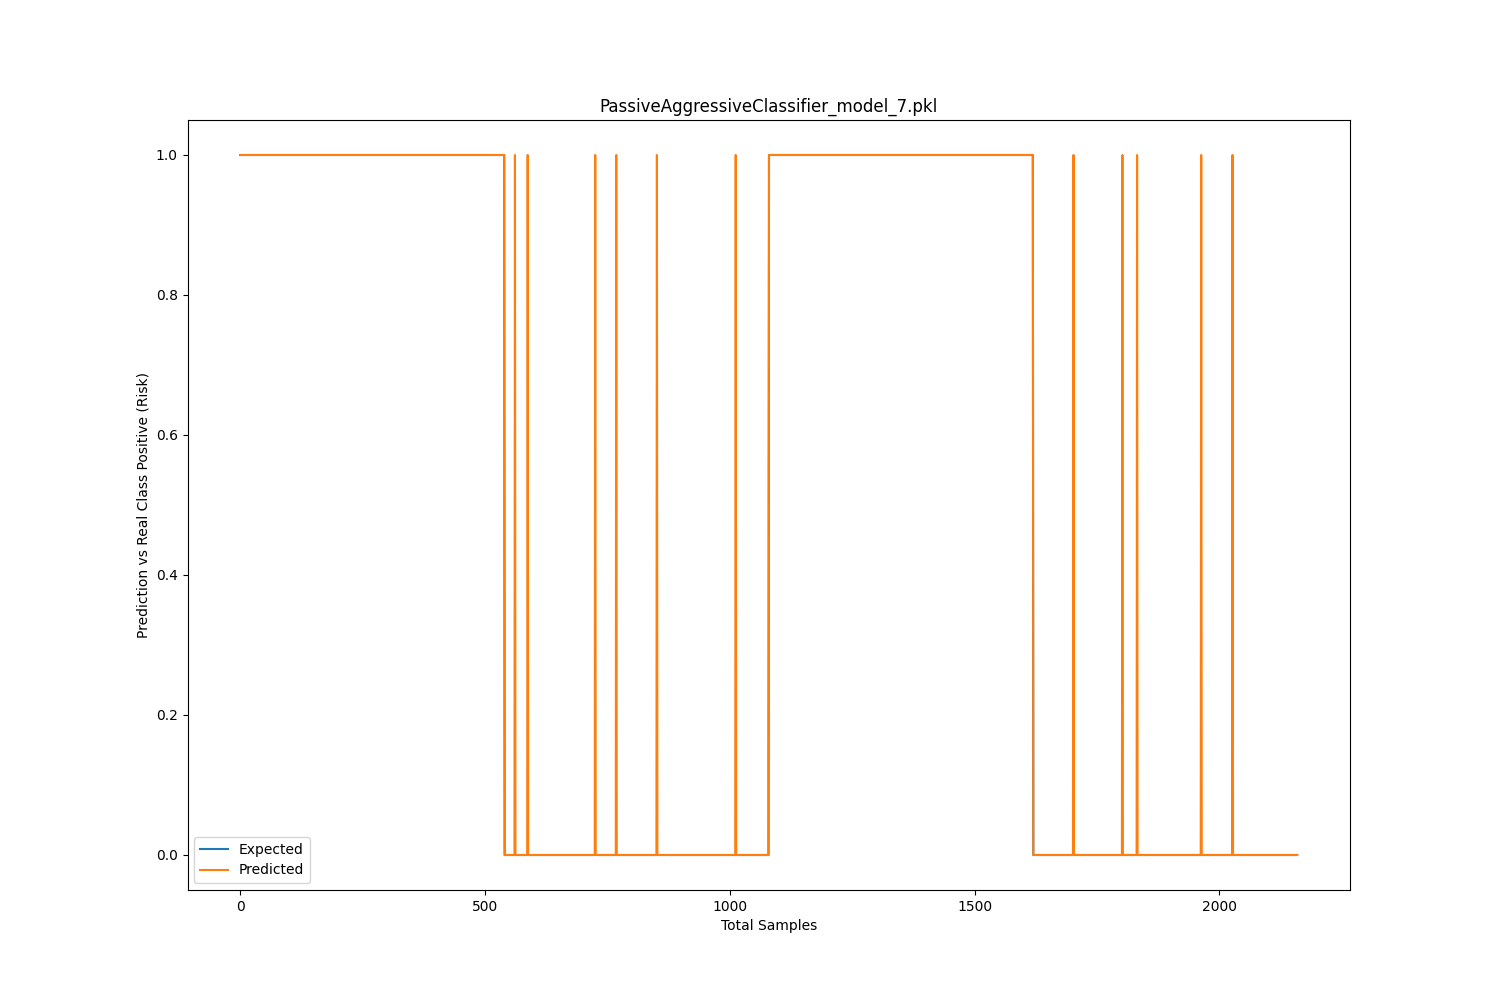 PassiveAggressiveClassifier_model_7.pkl
1.0
0.8
0.6
0.4
0.2
0.0
Prediction vs Real Class Positive (Risk)
Expected
Predicted
0
500
1000
1500
2000
Total Samples